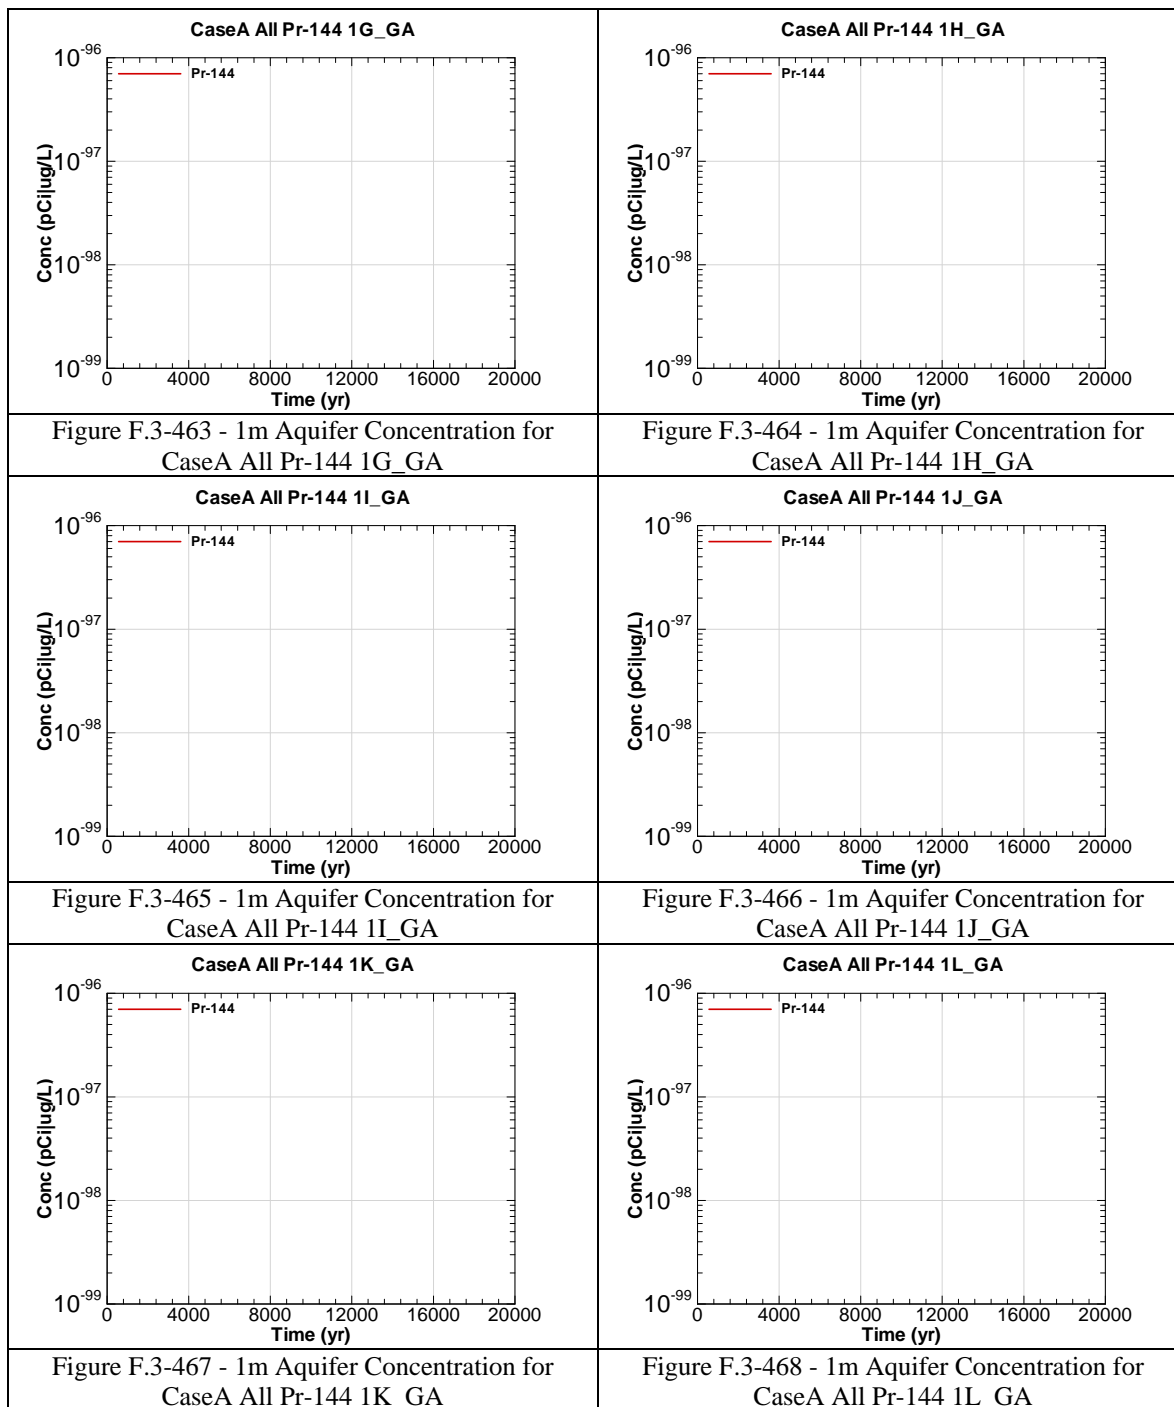 CaseA All Pr-144 1G_GA
10-96
Pr-144
10-97
Conc (pCi|ug/L)
10-98
10-99
0 4000 8000 12000 16000 20000
Time (yr)
Figure F.3-463 - 1m Aquifer Concentration for
CaseA All Pr-144 1G_GA
CaseA All Pr-144 1H_GA
10-96
Pr-144
10-97
Conc (pCi|ug/L)
10-98
10-99
0 4000 8000 12000 16000 20000
Time (yr)
Figure F.3-464 - 1m Aquifer Concentration for
CaseA All Pr-144 1H_GA
CaseA All Pr-144 1I_GA
10-96
Pr-144
10-97
Conc (pCi|ug/L)
10-98
10-99
0 4000 8000 12000 16000 20000
Time (yr)
Figure F.3-465 - 1m Aquifer Concentration for
CaseA All Pr-144 1I_GA
CaseA All Pr-144 1J_GA
10-96
Pr-144
10-97
Conc (pCi|ug/L)
10-98
10-99
0 4000 8000 12000 16000 20000
Time (yr)
Figure F.3-466 - 1m Aquifer Concentration for
CaseA All Pr-144 1J_GA
CaseA All Pr-144 1K_GA
10-96
Pr-144
10-97
Conc (pCi|ug/L)
10-98
10-99
0 4000 8000 12000 16000 20000
Time (yr)
Figure F.3-467 - 1m Aquifer Concentration for
CaseA All Pr-144 1K_GA
CaseA All Pr-144 1L_GA
10-96
Pr-144
10-97
Conc (pCi|ug/L)
10-98
10-99
0 4000 8000 12000 16000 20000
Time (yr)
Figure F.3-468 - 1m Aquifer Concentration for
CaseA All Pr-144 1L_GA